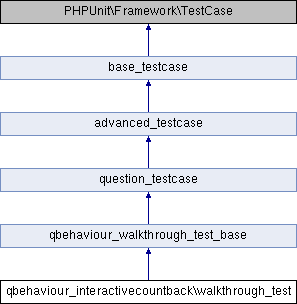 PHPUnit\Framework\TestCase
base_testcase
advanced_testcase
question_testcase
qbehaviour_walkthrough_test_base
qbehaviour_interactivecountback\walkthrough_test